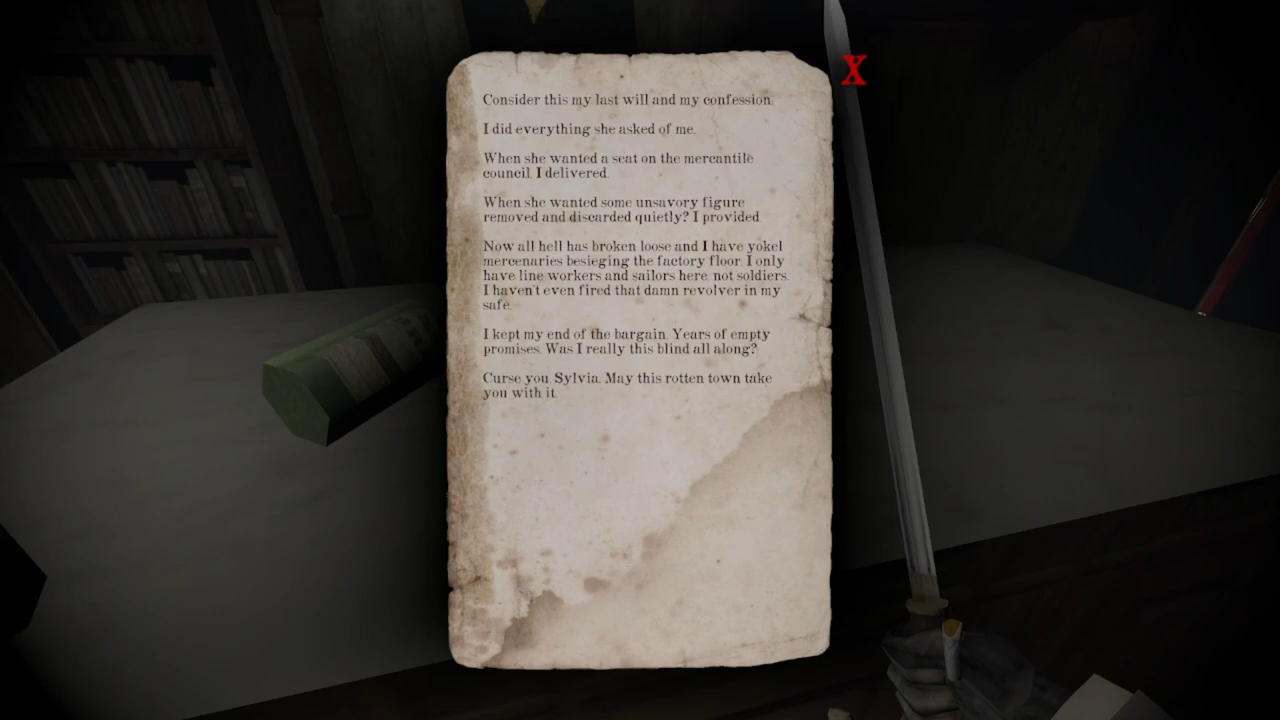 X
Consider this my last will and my confession.
I did everything she asked of me.
When she wanted a seat on the mercantile
council, I delivered.
When she wanted some unsavory figure
removed and discarded quietly? I provided
Now all hell has broken loose and I have yokel
mercenaries besieging the factory floor. I only
have line workers and sailors here, not soldiers.
I haven't even fired that damn revolver in my
safe.
I kept my end of the bargain. Years of empty
promises. Was I really this blind all along?
Curse you, Sylvia. May this rotten town take
you with it.